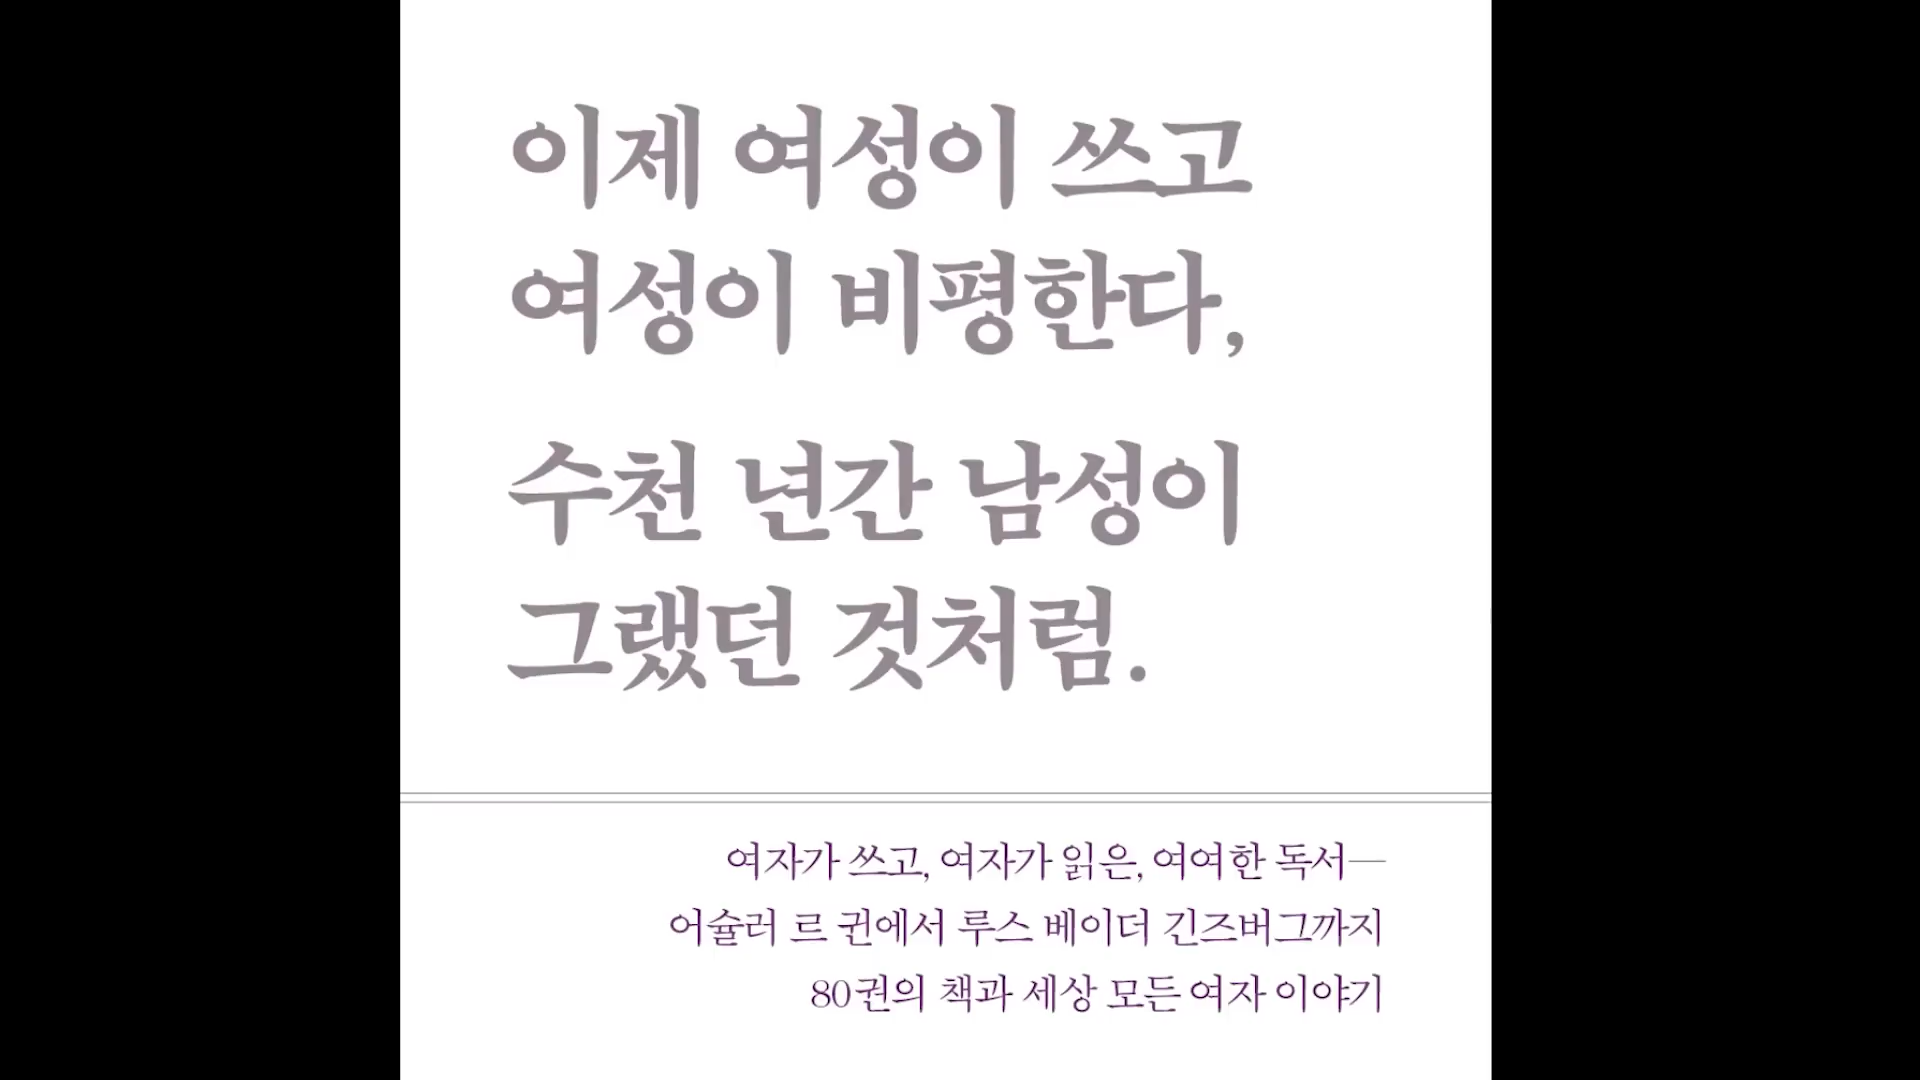 이제 여성이 쓰고
여성이 비평한다,
수천 년간 남성이
그랬던 것처럼.
여자가 쓰고, 여자가 읽은, 여여한 독서—
어슐러 르 귄에서 루스 베이더 긴즈버그까지
80권의 책과 세상 모든 여자 이야기